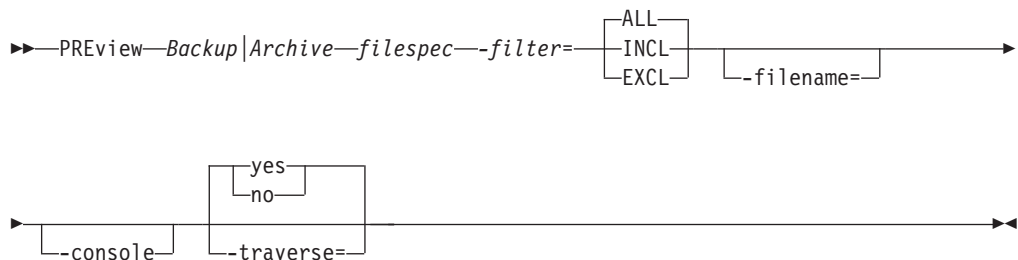 ALL
PREview Backup|Archive filespec -filter= INCL
EXCL
-filename=
yes
no
-console
-traverse=